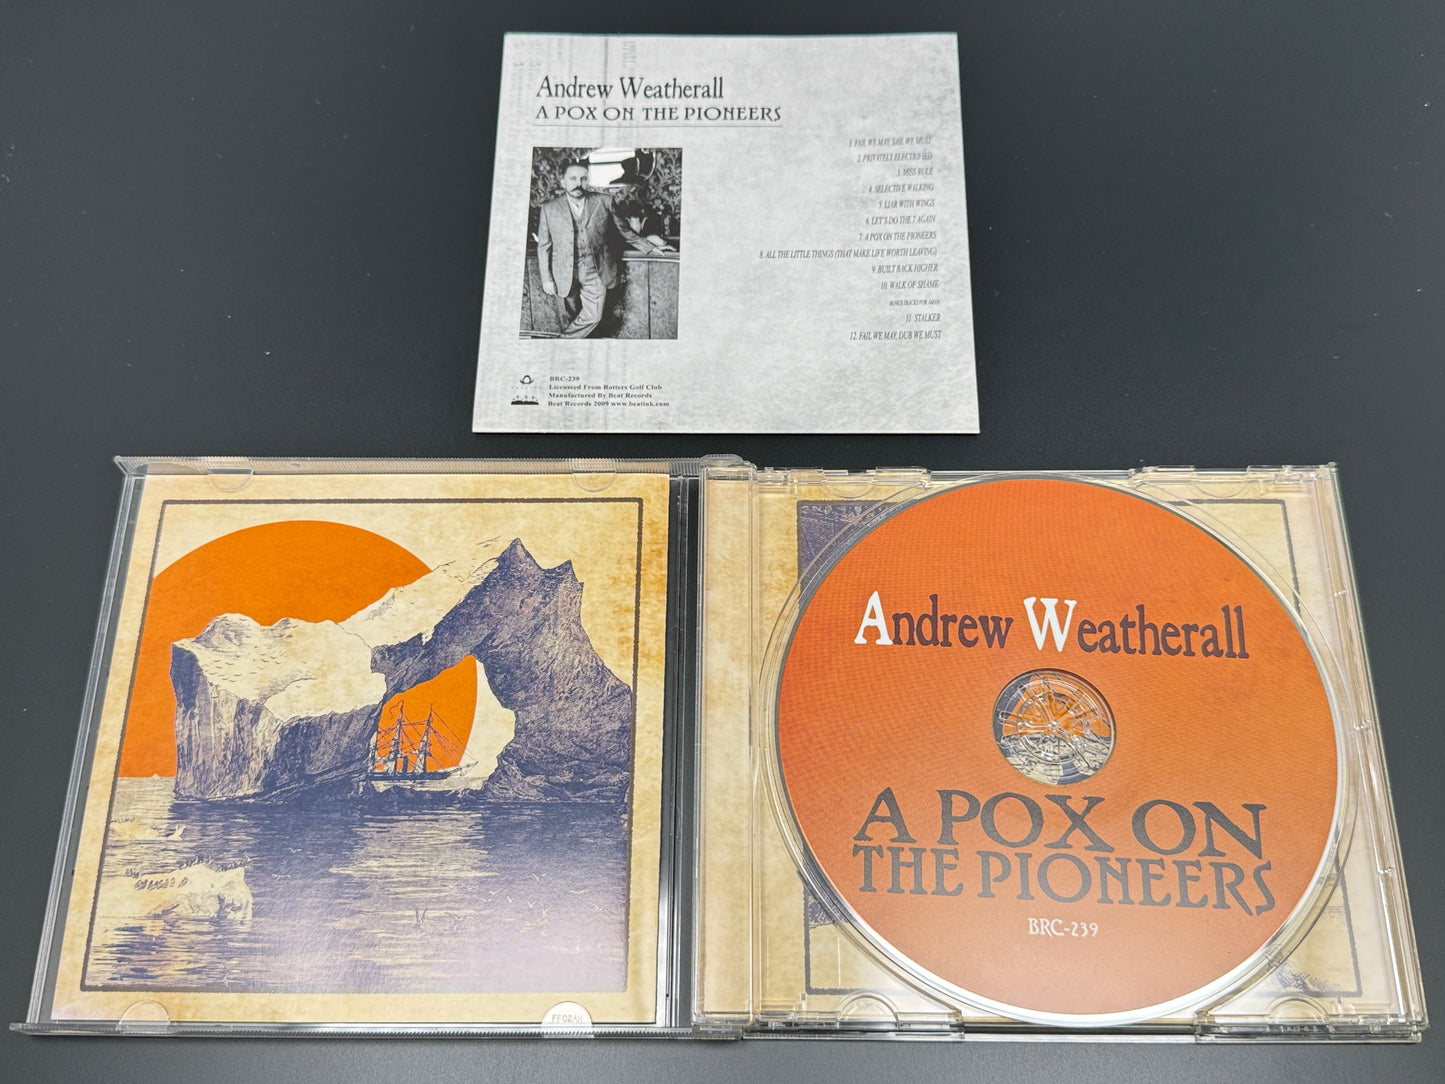 Andrew Weatherall
A POX ON THE PIONEERS
1. FAIL WE MAY, SAIL WE MUST
2. PRIVATELY ELECTRIFIED
3. MISS RULE
4. SELECTIVE WALKING
5. LIAR WITH WINGS
6. LET'S DO THE 7 AGAIN
7. A POX ON THE PIONEERS
8. ALL THE LITTLE THINGS (THAT MAKE LIFE WORTH LEAVING)
9. BUILT BACK HIGHER
10. WALK OF SHAME
BONUS TRACKS FOR JAPAN
11. STALKER
12. FAIL WE MAY, DUB WE MUST
BRC-239
Licenseed From Rotters Golf Club
Manufactured By Beat Records
Beat Records 2009 www.beatink.com
Andrew Weatherall
A POX ON
THE PIONEERS
BRC-239
FF02AH